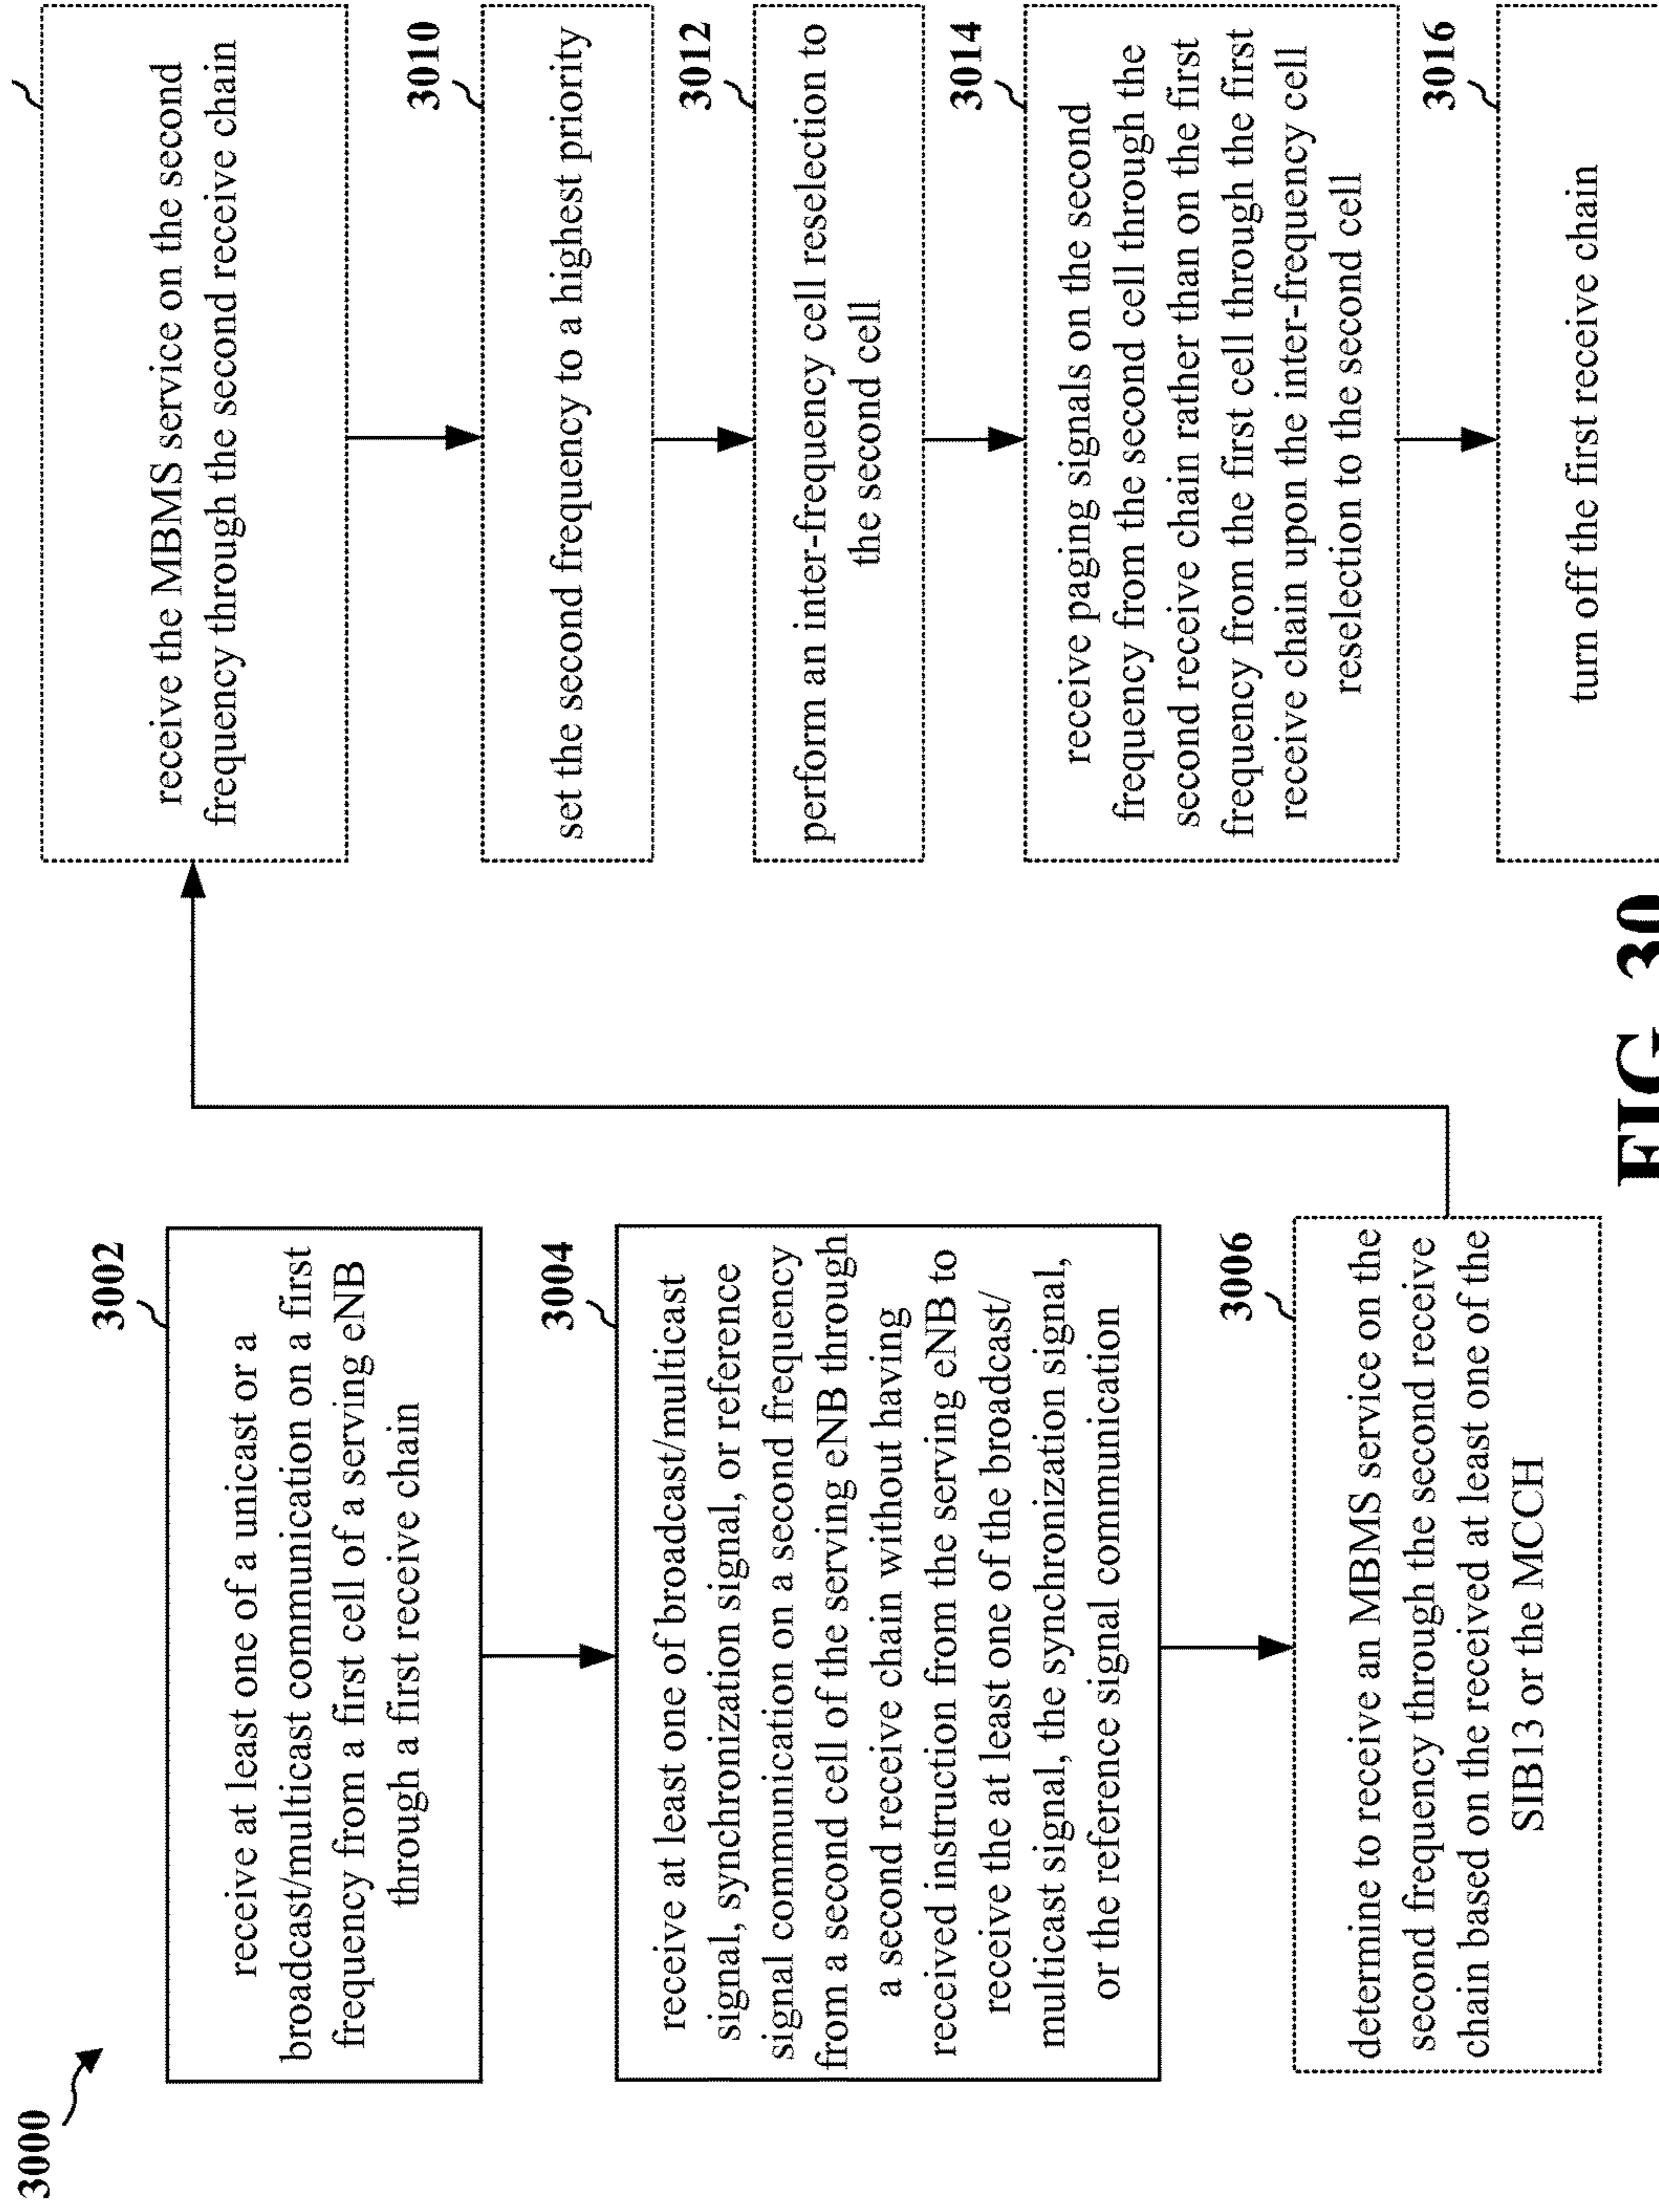 3000
3002
receive at least one of a unicast or a
broadcast/multicast communication on a first
frequency from a first cell of a serving eNB
through a first receive chain
3004
receive at least one of broadcast/multicast
signal, synchronization signal, or reference
signal communication on a second frequency
from a second cell of the serving eNB through
a second receive chain without having
received instruction from the serving eNB to
receive the at least one of the broadcast/
multicast signal, the synchronization signal,
or the reference signal communication
3006
determine to receive an MBMS service on the
second frequency through the second receive
chain based on the received at least one of the
SIB13 or the MCCH
receive the MBMS service on the second
frequency through the second receive chain
3010
set the second frequency to a highest priority
3012
perform an inter-frequency cell reselection to
the second cell
3014
receive paging signals on the second
frequency from the second cell through the
second receive chain rather than on the first
frequency from the first cell through the first
receive chain upon the inter-frequency cell
reselection to the second cell
3016
turn off the first receive chain
FIG. 30